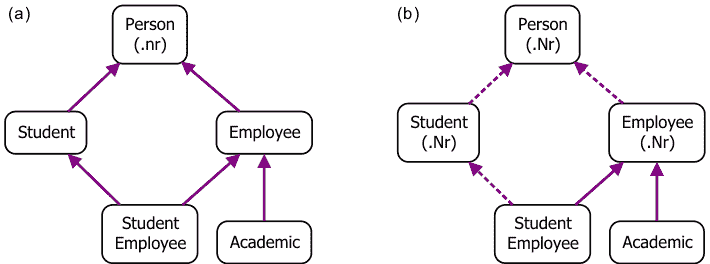 (a)
Person
(.nr)
Student
Employee
Student
Employee
Academic
(b)
Person
(.Nr)
Student
(.Nr)
Employee
(.Nr)
Student
Employee
Academic